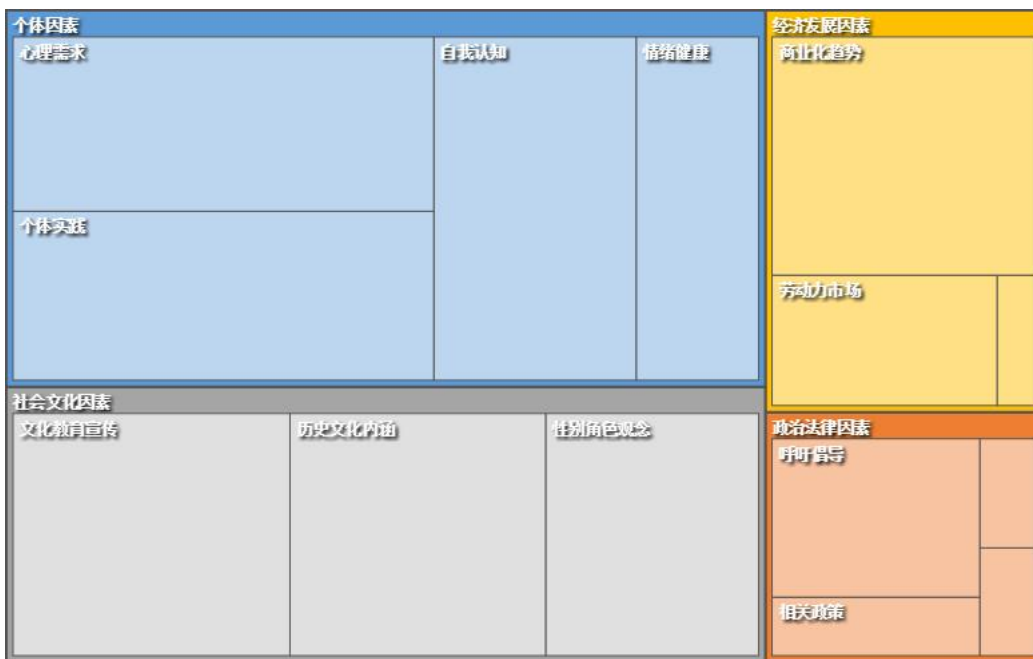 个体因素
心理需求
自我认知
情绪健康
个体实践
经济发展因素
商业化趋势
劳动力市场
社会文化因素
文化教育宣传
历史文化内涵
性别角色观念
政治法律因素
呼吁倡导
相关政策